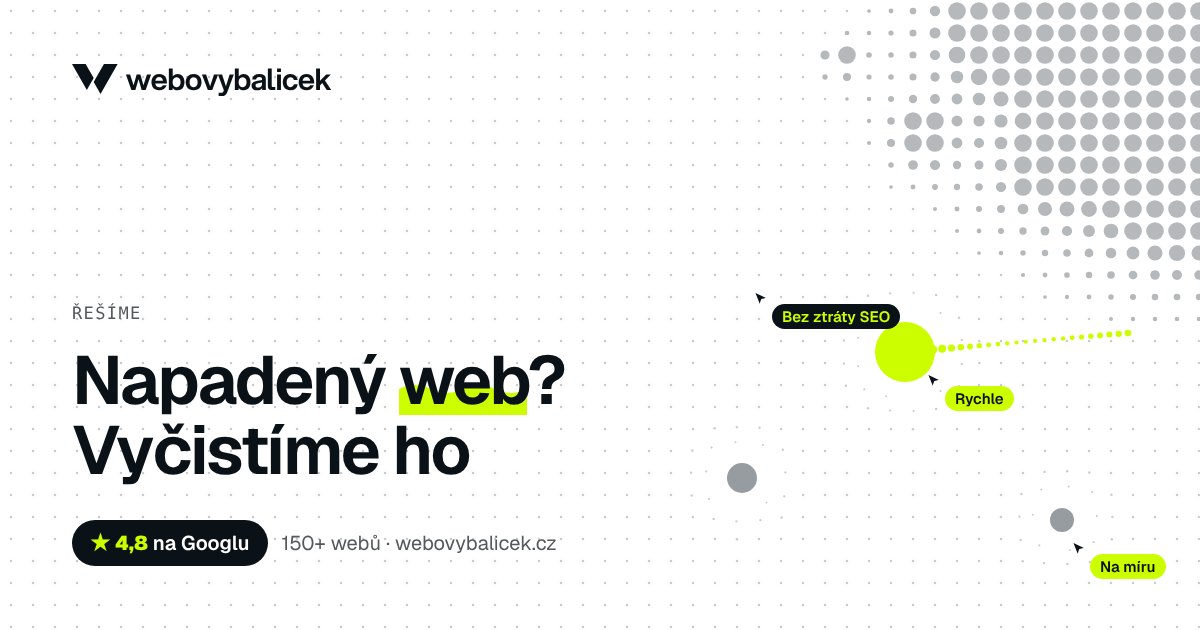 webovybalicek
ŘEŠÍME
Napadený web?
Vyčistíme ho
★ 4,8 na Googlu 150+ webů · webovybalicek.cz
Bez ztráty SEO
Rychle
Na míru